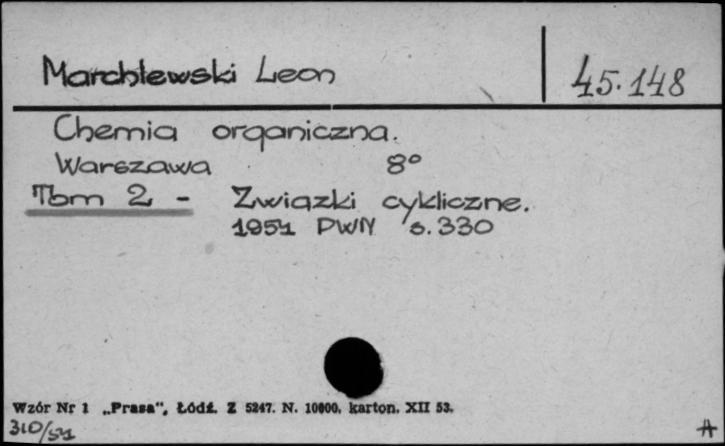 Marchlewski Leon
45.148
Chemia organiczna.
Warszawa 8°
Tom 2 - Związki cykliczne.
1951 PWN s. 330
Wzór Nr 1 „Prasa”, Łódź. Z 5247. N. 10000. karton. XII 53.
310/54
A